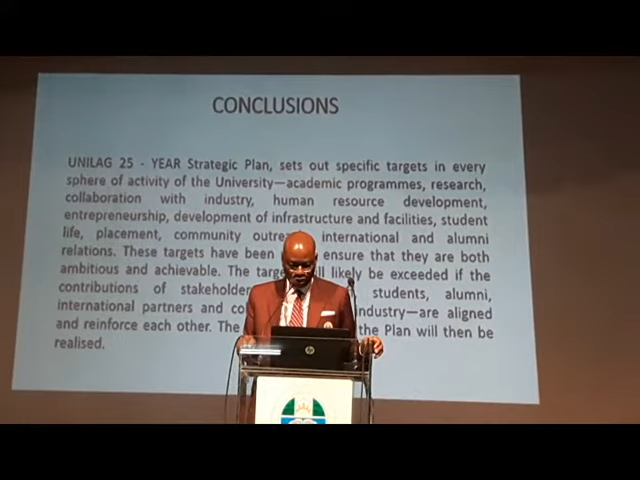 CONCLUSIONS
UNILAG 25 - YEAR Strategic Plan, sets out specific targets in every
sphere of activity of the University—academic programmes, research,
collaboration with industry, human resource development,
entrepreneurship, development of infrastructure and facilities, student
life, placement, community outrea international and alumni
relations. These targets have been ensure that they are both
ambitious and achievable. The targe ll likely be exceeded if the
contributions of stakeholder students, alumni,
international partners and co industry—are aligned
and reinforce each other. The the Plan will then be
realised.
hp